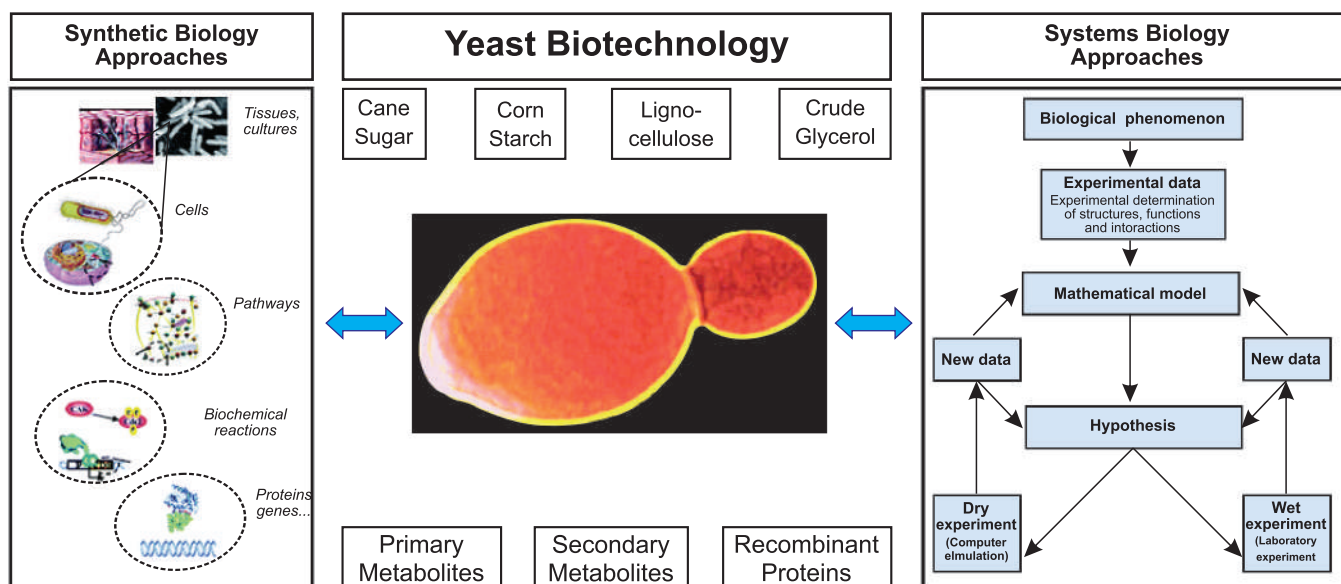 Synthetic Biology
Approaches
Tissues,
cultures
Cells
Pathways
Biochemical
reactions
Proteins
genes...
Yeast Biotechnology
Cane
Sugar
Corn
Starch
Ligno-
cellulose
Crude
Glycerol
Primary
Metabolites
Secondary
Metabolites
Recombinant
Proteins
Systems Biology
Approaches
Biological phenomenon
Experimental data
Experimental determination
of structures, functions
and intoractions
Mathematical model
New data
New data
Hypothesis
Dry
experiment
(Computer
eImulation)
Wet
experiment
(Laboratory
experiment